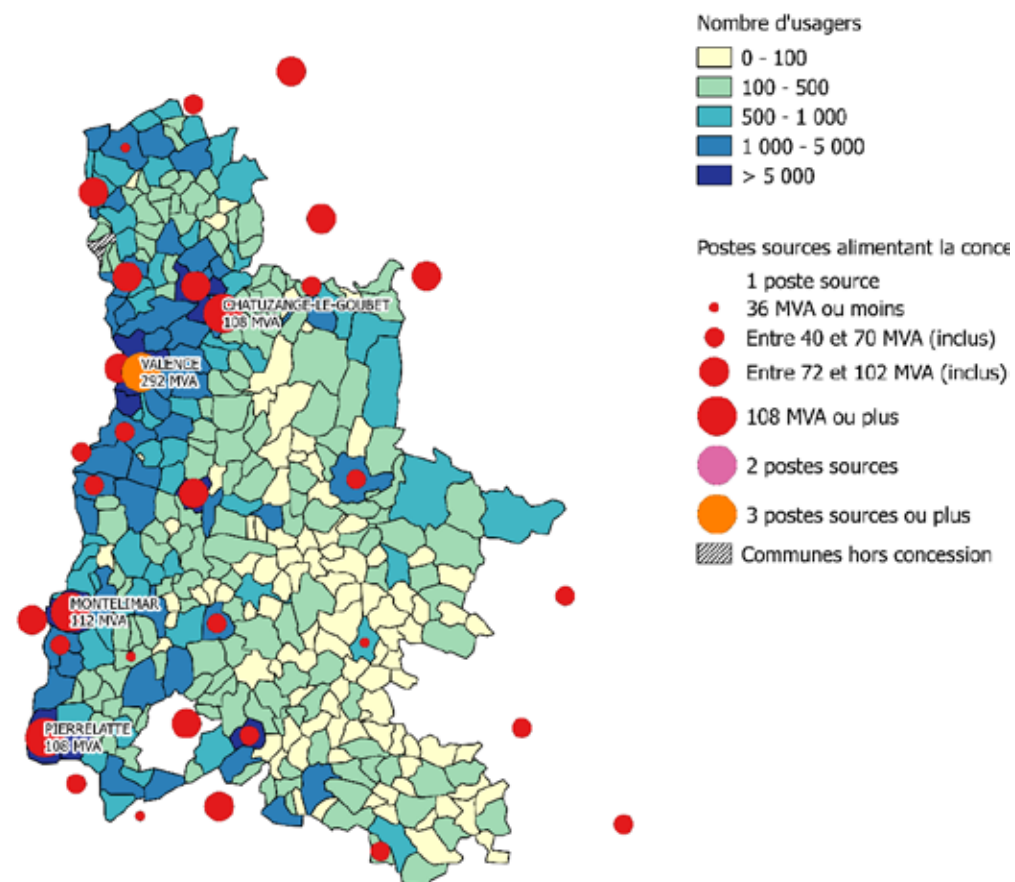 Nombre d'usagers
0 - 100
100 - 500
500 - 1 000
1 000 - 5 000
> 5 000
Postes sources alimentant la conce
1 poste source
36 MVA ou moins
Entre 40 et 70 MVA (inclus)
Entre 72 et 102 MVA (inclus)
108 MVA ou plus
2 postes sources
3 postes sources ou plus
Communes hors concession
CHATUZANGE-LE-GOUBET
108 MVA
VALENCE
292 MVA
MONTELIMAR
112 MVA
PIERRELATTE
108 MVA